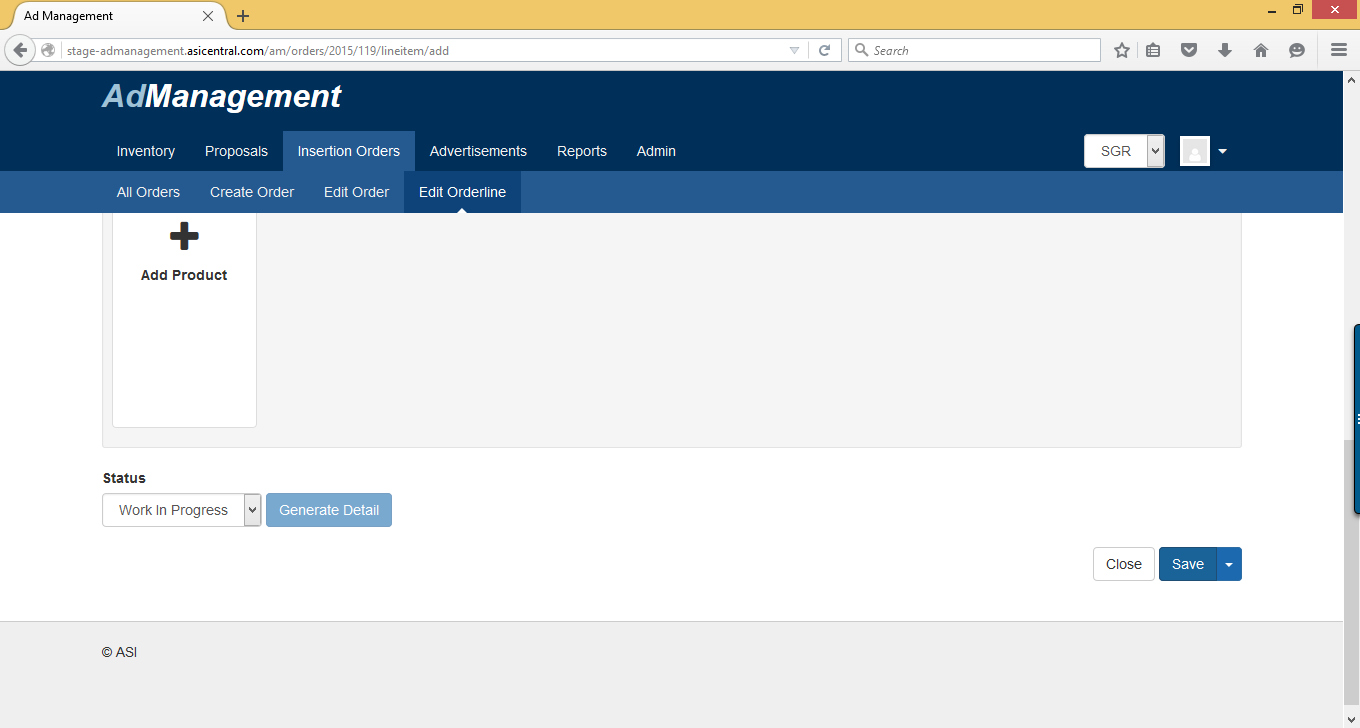 Ad Management
stage-admanagement.asicentral.com/am/orders/2015/119/lineitem/add
Search
AdManagement
Inventory Proposals Insertion Orders Advertisements Reports Admin SGR
All Orders Create Order Edit Order Edit Orderline
Add Product
Status
Work In Progress Generate Detail
Close Save
© ASI